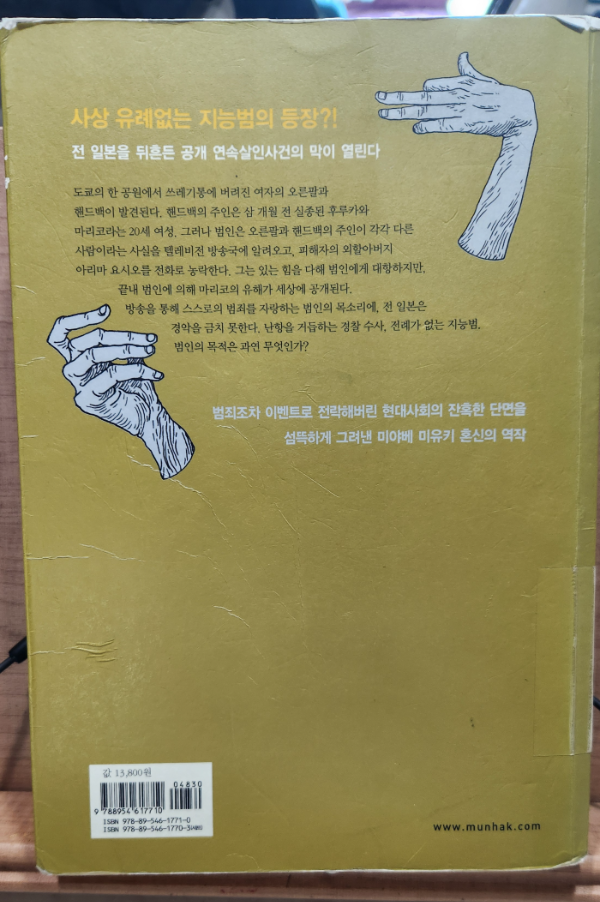 사상 유례없는 지능범의 등장?!
전 일본을 뒤흔든 공개 연속살인사건의 막이 열린다
도쿄의 한 공원에서 쓰레기통에 버려진 여자의 오른팔과
핸드백이 발견된다. 핸드백의 주인은 삼 개월 전 실종된 후루카와
마리코라는 20세 여성. 그러나 범인은 오른팔과 핸드백의 주인이 각각 다른
사람이라는 사실을 텔레비전 방송국에 알려오고, 피해자의 외할아버지
아리마 요시오를 전화로 농락한다. 그는 있는 힘을 다해 범인에게 대항하지만,
끝내 범인에 의해 마리코의 유해가 세상에 공개된다.
방송을 통해 스스로의 범죄를 자랑하는 범인의 목소리에, 전 일본은
경악을 금치 못한다. 난항을 거듭하는 경찰 수사, 전례가 없는 지능범.
범인의 목적은 과연 무엇인가?
범죄조차 이벤트로 전락해버린 현대사회의 잔혹한 단면을
섬뜩하게 그려낸 미야베 미유키 혼신의 역작
값 13,800원
04830
9 788954 617710
ISBN 978-89-546-1771-0
ISBN 978-89-546-1770-3(세트)
www.munhak.com